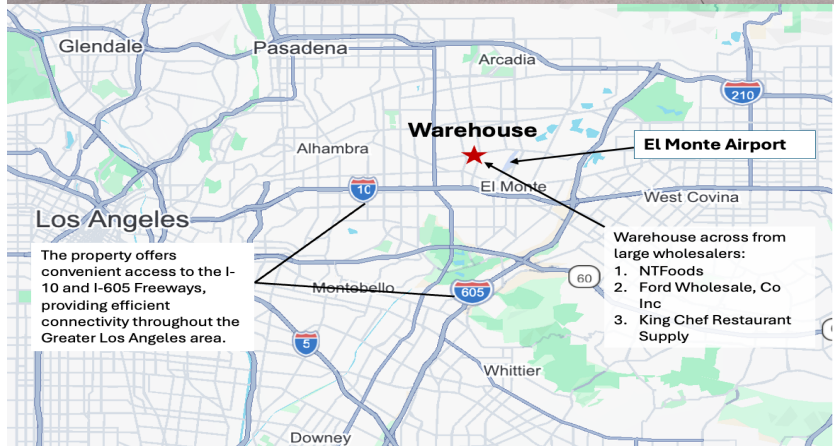 Glendale
Pasadena
Arcadia
210
Warehouse
El Monte Airport
Alhambra
10
El Monte
West Covina
Los Angeles
The property offers
convenient access to the I-
10 and I-605 Freeways,
providing efficient
connectivity throughout the
Greater Los Angeles area.
Montebello
605
60
Warehouse across from
large wholesalers:
1. NTFoods
2. Ford Wholesale, Co
Inc
3. King Chef Restaurant
Supply
5
Whittier
Downey